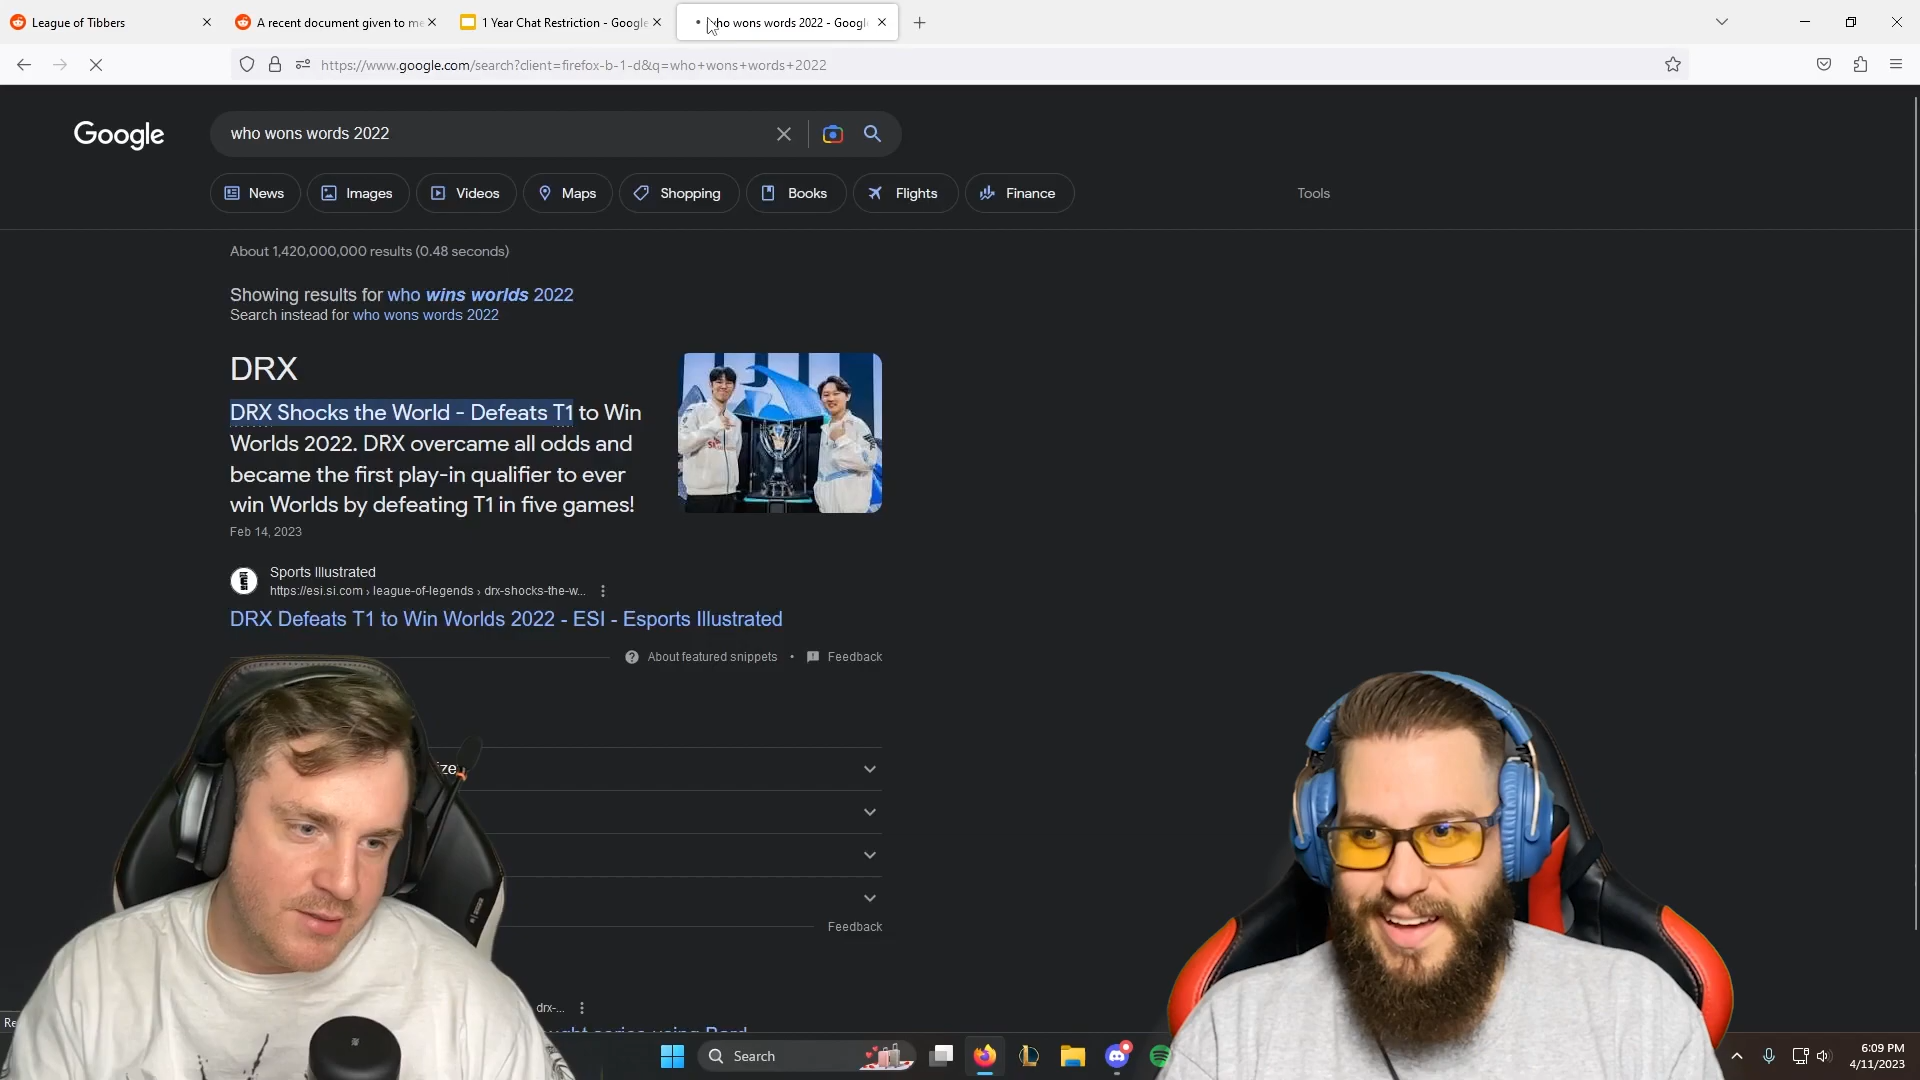 League of Tibbers
A recent document given to me
1 Year Chat Restriction - Google
who wons words 2022 - Googl
https://www.google.com/search?client=firefox-b-1-d&q=who+wons+words+2022
Google
who wons words 2022
News
Images
Videos
Maps
Shopping
Books
Flights
Finance
Tools
About 1,420,000,000 results (0.48 seconds)
Showing results for who wins worlds 2022
Search instead for who wons words 2022
DRX
DRX Shocks the World - Defeats T1 to Win
Worlds 2022. DRX overcame all odds and
became the first play-in qualifier to ever
win Worlds by defeating T1 in five games!
Feb 14, 2023
Sports Illustrated
https://esi.si.com › league-of-legends › drx-shocks-the-w...
DRX Defeats T1 to Win Worlds 2022 - ESI - Esports Illustrated
About featured snippets • Feedback
Feedback
drx-...
Search
6:09 PM
4/11/2023